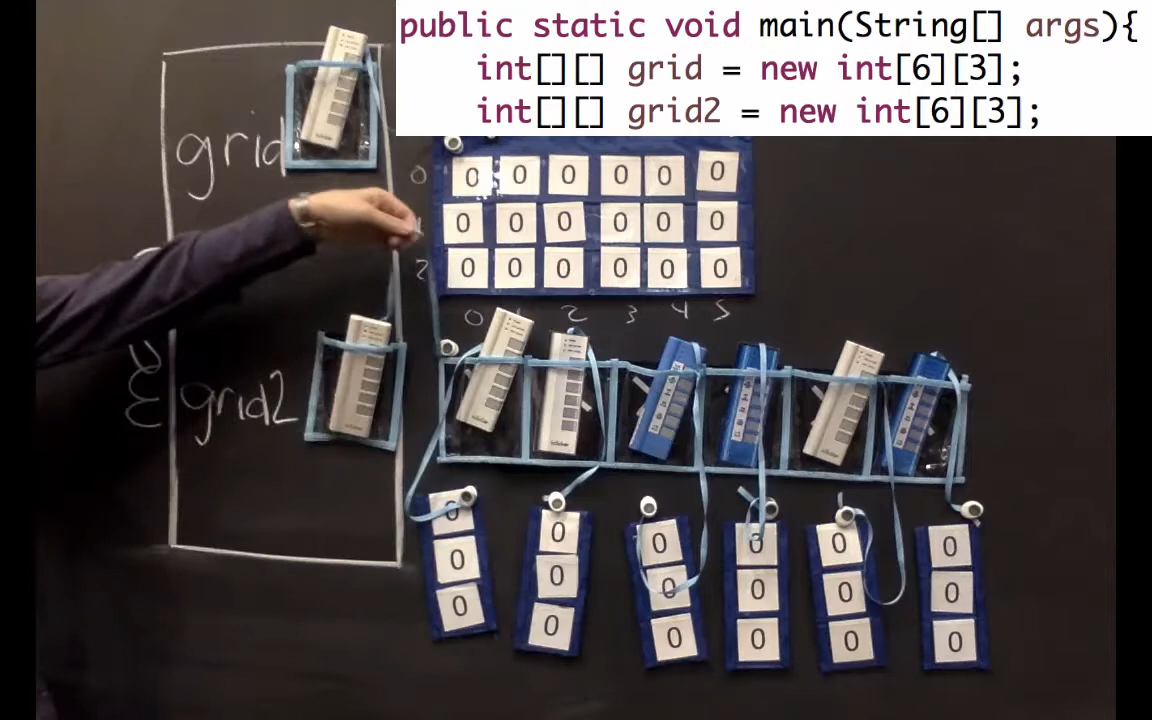 public static void main(String[] args){
int[][] grid = new int[6][3];
int[][] grid2 = new int[6][3];
grid
0 0 0 0 0 0 0
0 0 0 0 0 0
2 0 0 0 0 0 0
0 2 3 4 5
grid2
0 0 0 0 0 0
0 0 0 0 0 0
0 0 0 0 0 0